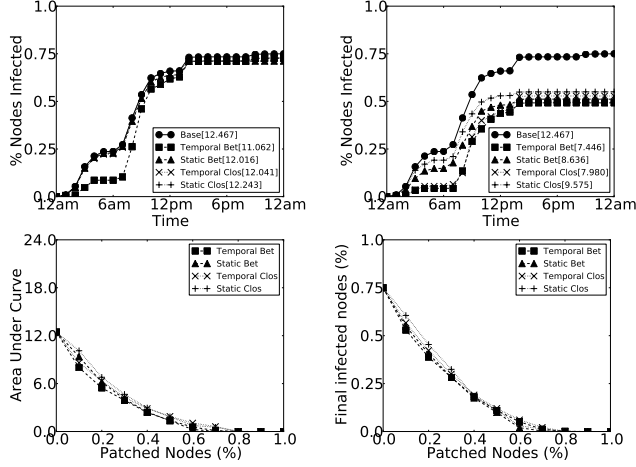 % Nodes Infected
1.0
0.75
0.5
0.25
0.0
12am
6am
12pm
6pm
12am
Time
Base[12.467]
Temporal Bet[11.062]
Static Bet[12.016]
Temporal Clos[12.041]
Static Clos[12.243]
% Nodes Infected
1.0
0.75
0.5
0.25
0.0
12am
6am
12pm
6pm
12am
Time
Base[12.467]
Temporal Bet[7.446]
Static Bet[8.636]
Temporal Clos[7.980]
Static Clos[9.575]
Area Under Curve
24.0
18.0
12.0
6.0
0.0
0.0
0.2
0.4
0.6
0.8
1.0
Patched Nodes (%)
Temporal Bet
Static Bet
Temporal Clos
Static Clos
Final infected nodes (%)
1.0
0.75
0.5
0.25
0.0
0.0
0.2
0.4
0.6
0.8
1.0
Patched Nodes (%)
Temporal Bet
Static Bet
Temporal Clos
Static Clos